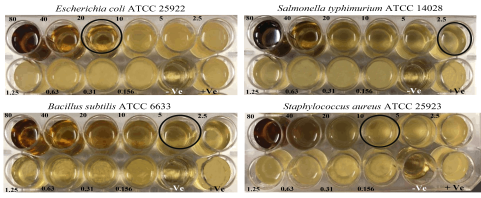 Escherichia coli ATCC 25922
80 40 20 10 5 2.5
1.25 0.63 0.31 0.156 -Ve +Ve
Salmonella typhimurium ATCC 14028
80 40 20 10 5 2.5
1.25 0.63 0.31 0.156 -Ve +Ve
Bacillus subtilis ATCC 6633
80 40 20 10 5 2.5
1.25 0.63 0.31 0.156 -Ve +Ve
Staphylococcus aureus ATCC 25923
80 40 20 10 5 2.5
1.25 0.63 0.31 0.156 -Ve + Ve